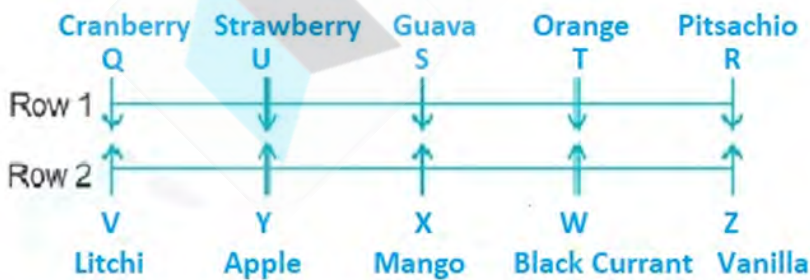 Cranberry Strawberry Guava Orange Pitsachio
Q U S T R
Row 1
Row 2
V Y X W Z
Litchi Apple Mango Black Currant Vanilla